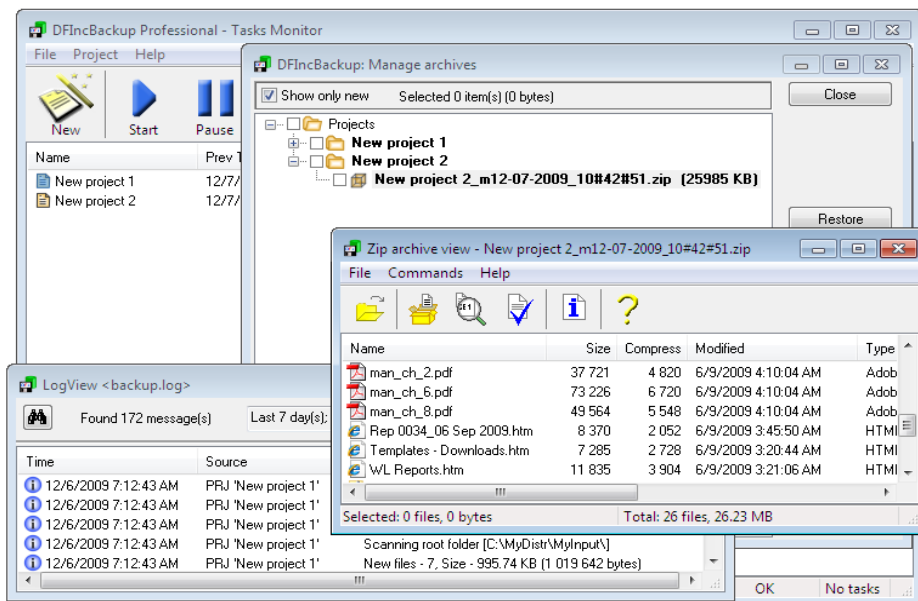 DFIncBackup Professional - Tasks Monitor
File Project Help
New Start Pause
Name Prev
New project 1 12/7/
New project 2 12/7/
DFIncBackup: Manage archives
Show only new Selected 0 item(s) (0 bytes)
Close
Projects
New project 1
New project 2
New project 2_m12-07-2009_10#42#51.zip (25985 KB)
Restore
Zip archive view - New project 2_m12-07-2009_10#42#51.zip
File Commands Help
Name Size Compress Modified Type
man_ch_2.pdf 37 721 4 820 6/9/2009 4:10:04 AM Adob
man_ch_6.pdf 73 226 6 720 6/9/2009 4:10:04 AM Adob
man_ch_8.pdf 49 564 5 548 6/9/2009 4:10:04 AM Adob
Rep 0034_06 Sep 2009.htm 8 370 2 052 6/9/2009 3:45:50 AM HTMl
Templates - Downloads.htm 7 285 2 728 6/9/2009 3:20:44 AM HTMl
WL Reports.htm 11 835 3 904 6/9/2009 3:21:06 AM HTMl
Selected: 0 files, 0 bytes Total: 26 files, 26.23 MB
LogView <backup.log>
Found 172 message(s) Last 7 day(s);
Time Source
12/6/2009 7:12:43 AM PRJ 'New project 1'
12/6/2009 7:12:43 AM PRJ 'New project 1'
12/6/2009 7:12:43 AM PRJ 'New project 1'
12/6/2009 7:12:43 AM PRJ 'New project 1' Scanning root folder [C:\MyDistr\MyInput\]
12/6/2009 7:12:43 AM PRJ 'New project 1' New files - 7, Size - 995.74 KB (1 019 642 bytes)
OK No tasks